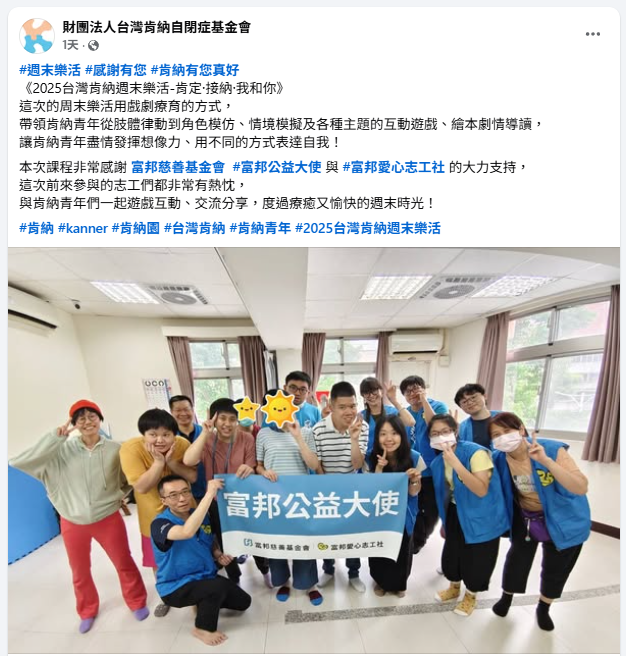 財團法人台灣肯納自閉症基金會
1天 ·
#週末樂活 #感謝有您 #肯納有您真好
《2025台灣肯納週末樂活-肯定·接納·我和你》
這次的周末樂活用戲劇療育的方式，
帶領肯納青年從肢體律動到角色模仿、情境模擬及各種主題的互動遊戲、繪本劇情導讀，
讓肯納青年盡情發揮想像力、用不同的方式表達自我！
本次課程非常感謝 富邦慈善基金會 #富邦公益大使 與 #富邦愛心志工社 的大力支持，
這次前來參與的志工們都非常有熱忱，
與肯納青年們一起遊戲互動、交流分享，度過療癒又愉快的週末時光！
#肯納 #kanner #肯納園 #台灣肯納 #肯納青年 #2025台灣肯納週末樂活
富邦公益大使
富邦慈善基金會 富邦愛心志工社